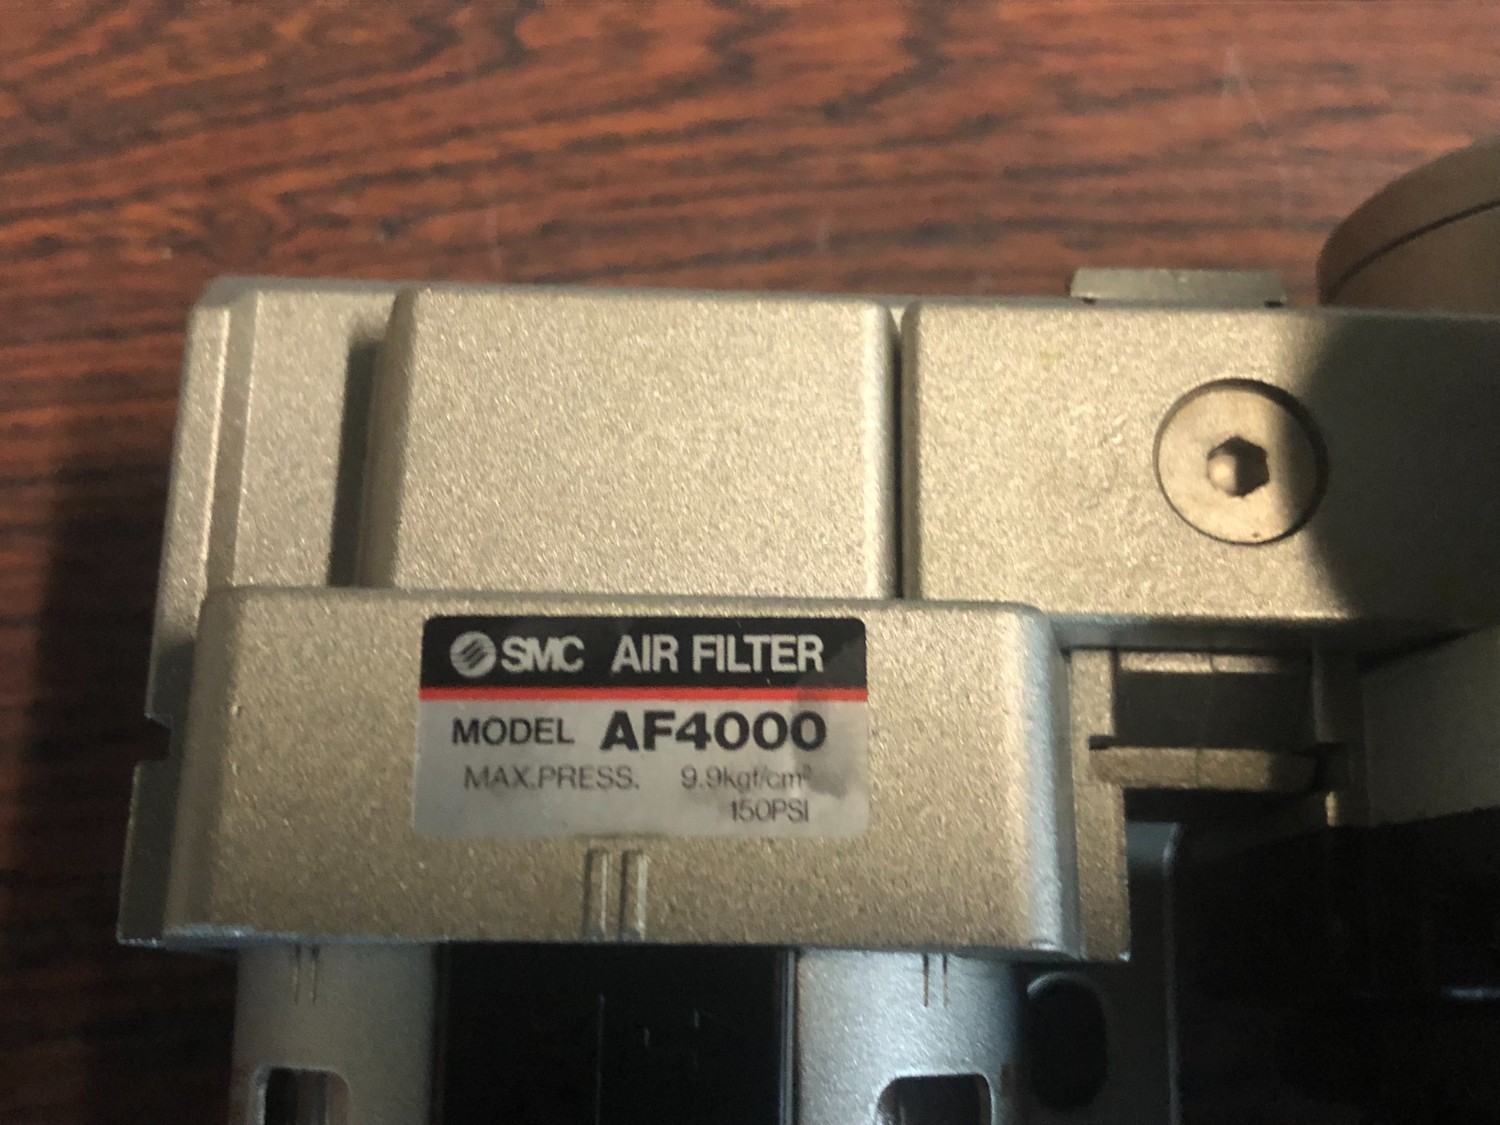 SMC AIR FILTER
MODEL AF4000
MAX.PRESS. 9.9kgf/cm²
150PSI